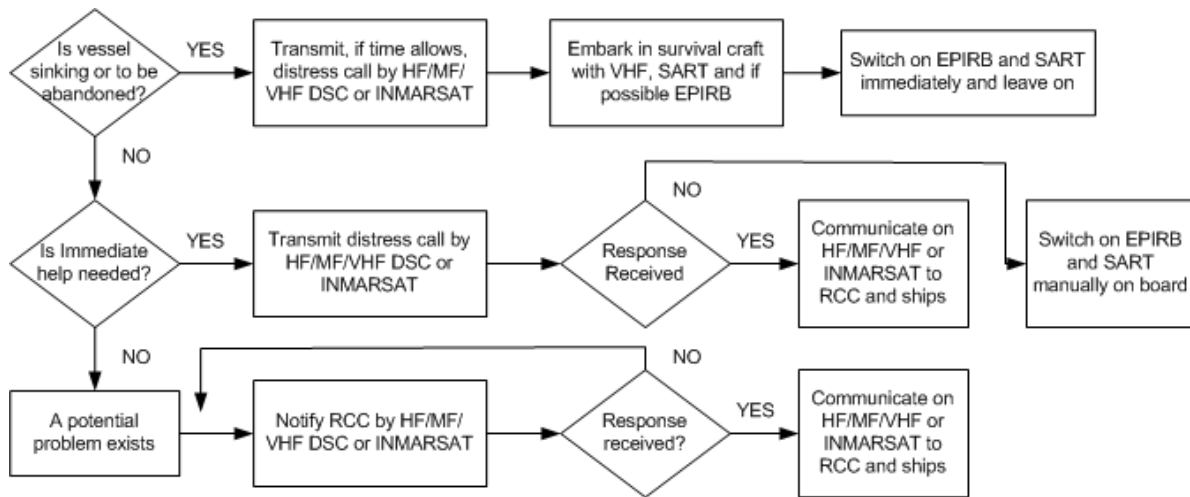 Is vessel
sinking or to be
abandoned?
YES
Transmit, if time allows,
distress call by HF/MF/
VHF DSC or INMARSAT
Embark in survival craft
with VHF, SART and if
possible EPIRB
Switch on EPIRB and SART
immediately and leave on
NO
Is Immediate
help needed?
YES
Transmit distress call by
HF/MF/VHF DSC or
INMARSAT
Response
Received
NO
YES
Communicate on
HF/MF/VHF or
INMARSAT to
RCC and ships
Switch on EPIRB
and SART
manually on board
NO
A potential
problem exists
Notify RCC by HF/MF/
VHF DSC or INMARSAT
Response
received?
NO
YES
Communicate on
HF/MF/VHF or
INMARSAT to
RCC and ships